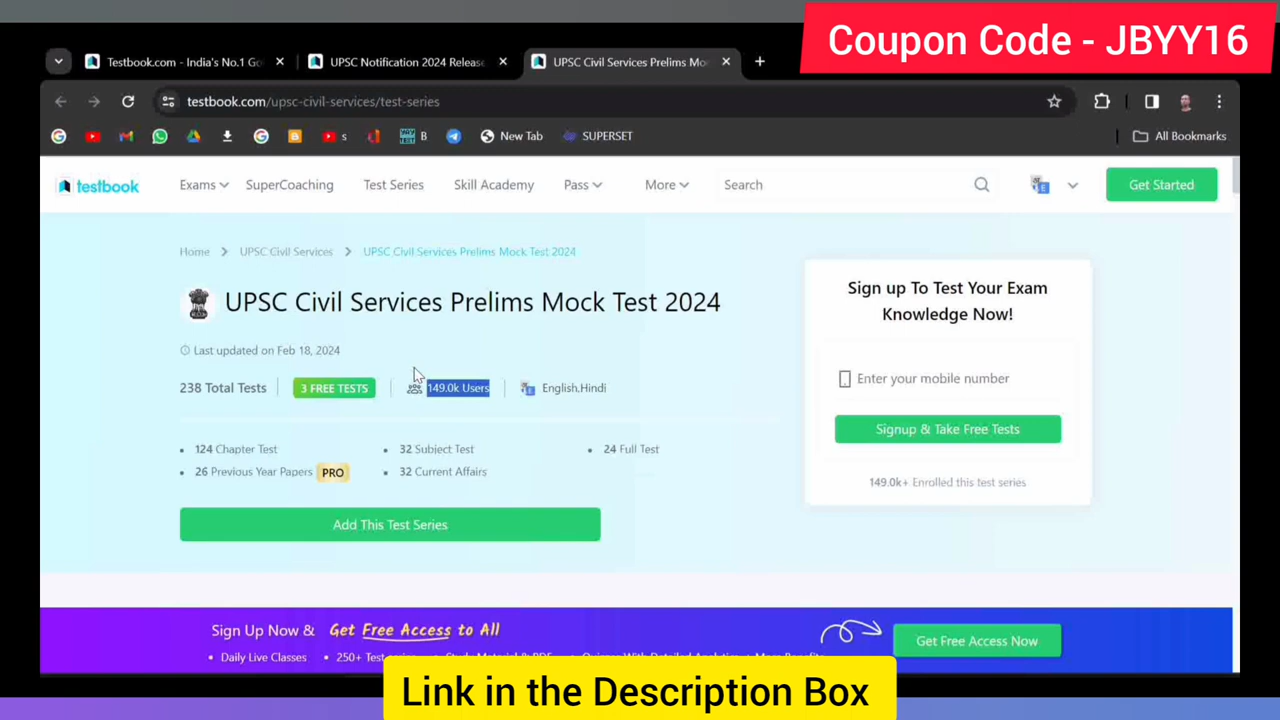 Coupon Code - JBYY16
Testbook.com - India's No.1 Go
UPSC Notification 2024 Release
UPSC Civil Services Prelims Mo
testbook.com/upsc-civil-services/test-series
s
B
New Tab
SUPERSET
All Bookmarks
testbook
Exams
SuperCoaching
Test Series
Skill Academy
Pass
More
Search
Get Started
Home > UPSC Civil Services > UPSC Civil Services Prelims Mock Test 2024
UPSC Civil Services Prelims Mock Test 2024
Last updated on Feb 18, 2024
238 Total Tests
3 FREE TESTS
149.0k Users
English,Hindi
124 Chapter Test
32 Subject Test
24 Full Test
26 Previous Year Papers PRO
32 Current Affairs
Add This Test Series
Sign up To Test Your Exam
Knowledge Now!
Enter your mobile number
Signup & Take Free Tests
149.0k+ Enrolled this test series
Sign Up Now & Get Free Access to All
Get Free Access Now
Daily Live Classes
250+ Test series
Link in the Description Box